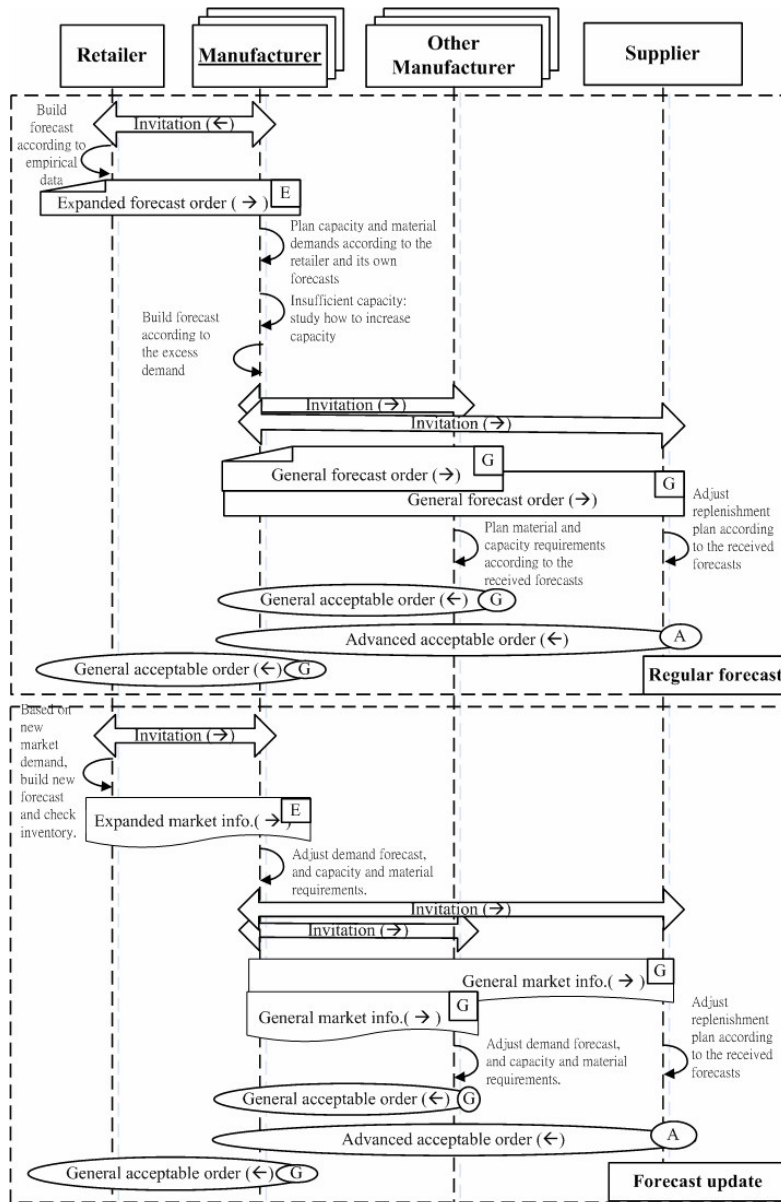 Retailer
Manufacturer
Other
Manufacturer
Supplier
Build
forecast
according to
empirical
data
Invitation (←)
Expanded forecast order ( → )
E
Plan capacity and material
demands according to the
retailer and its own
forecasts
Insufficient capacity:
study how to increase
capacity
Build forecast
according to
the excess
demand
Invitation (→)
Invitation (→)
General forecast order (→)
G
General forecast order (→)
G
Plan material and
capacity requirements
according to the
received forecasts
Adjust
replenishment
plan according
to the received
forecasts
General acceptable order (←)
G
Advanced acceptable order (←)
A
General acceptable order (←)
G
Regular forecast
Based on
new
market
demand,
build new
forecast
and check
inventory.
Invitation (→)
Expanded market info.( → )
E
Adjust demand forecast,
and capacity and material
requirements.
Invitation (→)
Invitation (→)
General market info.( → )
G
General market info.( → )
G
Adjust demand forecast,
and capacity and material
requirements.
Adjust
replenishment
plan according
to the received
forecasts
General acceptable order (←)
G
Advanced acceptable order (←)
A
General acceptable order (←)
G
Forecast update